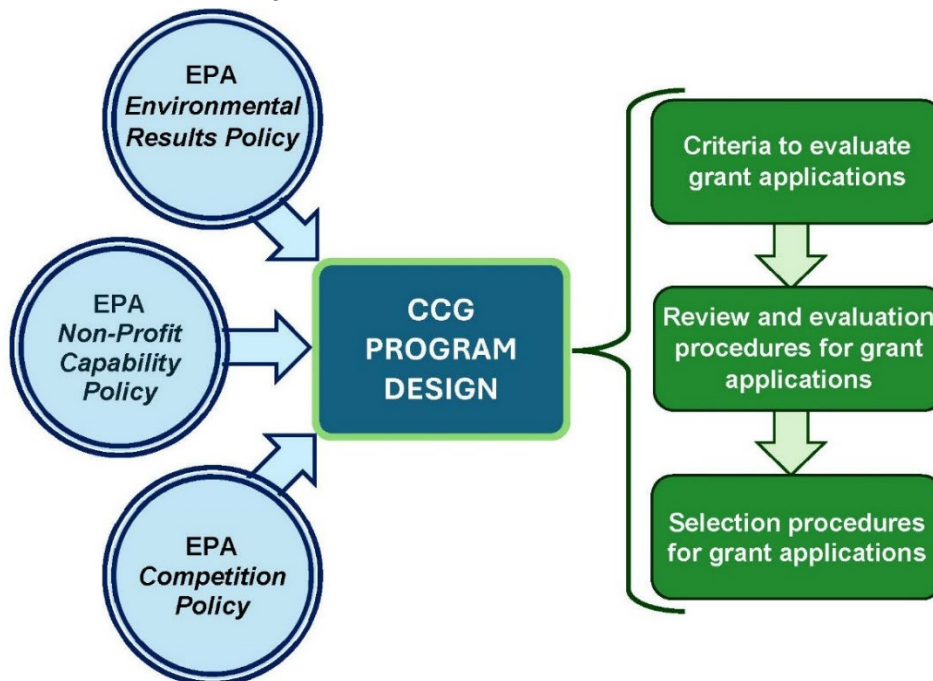 EPA
Environmental
Results Policy
EPA
Non-Profit
Capability
Policy
EPA
Competition
Policy
CCG
PROGRAM
DESIGN
Criteria to evaluate
grant applications
Review and evaluation
procedures for grant
applications
Selection procedures
for grant applications